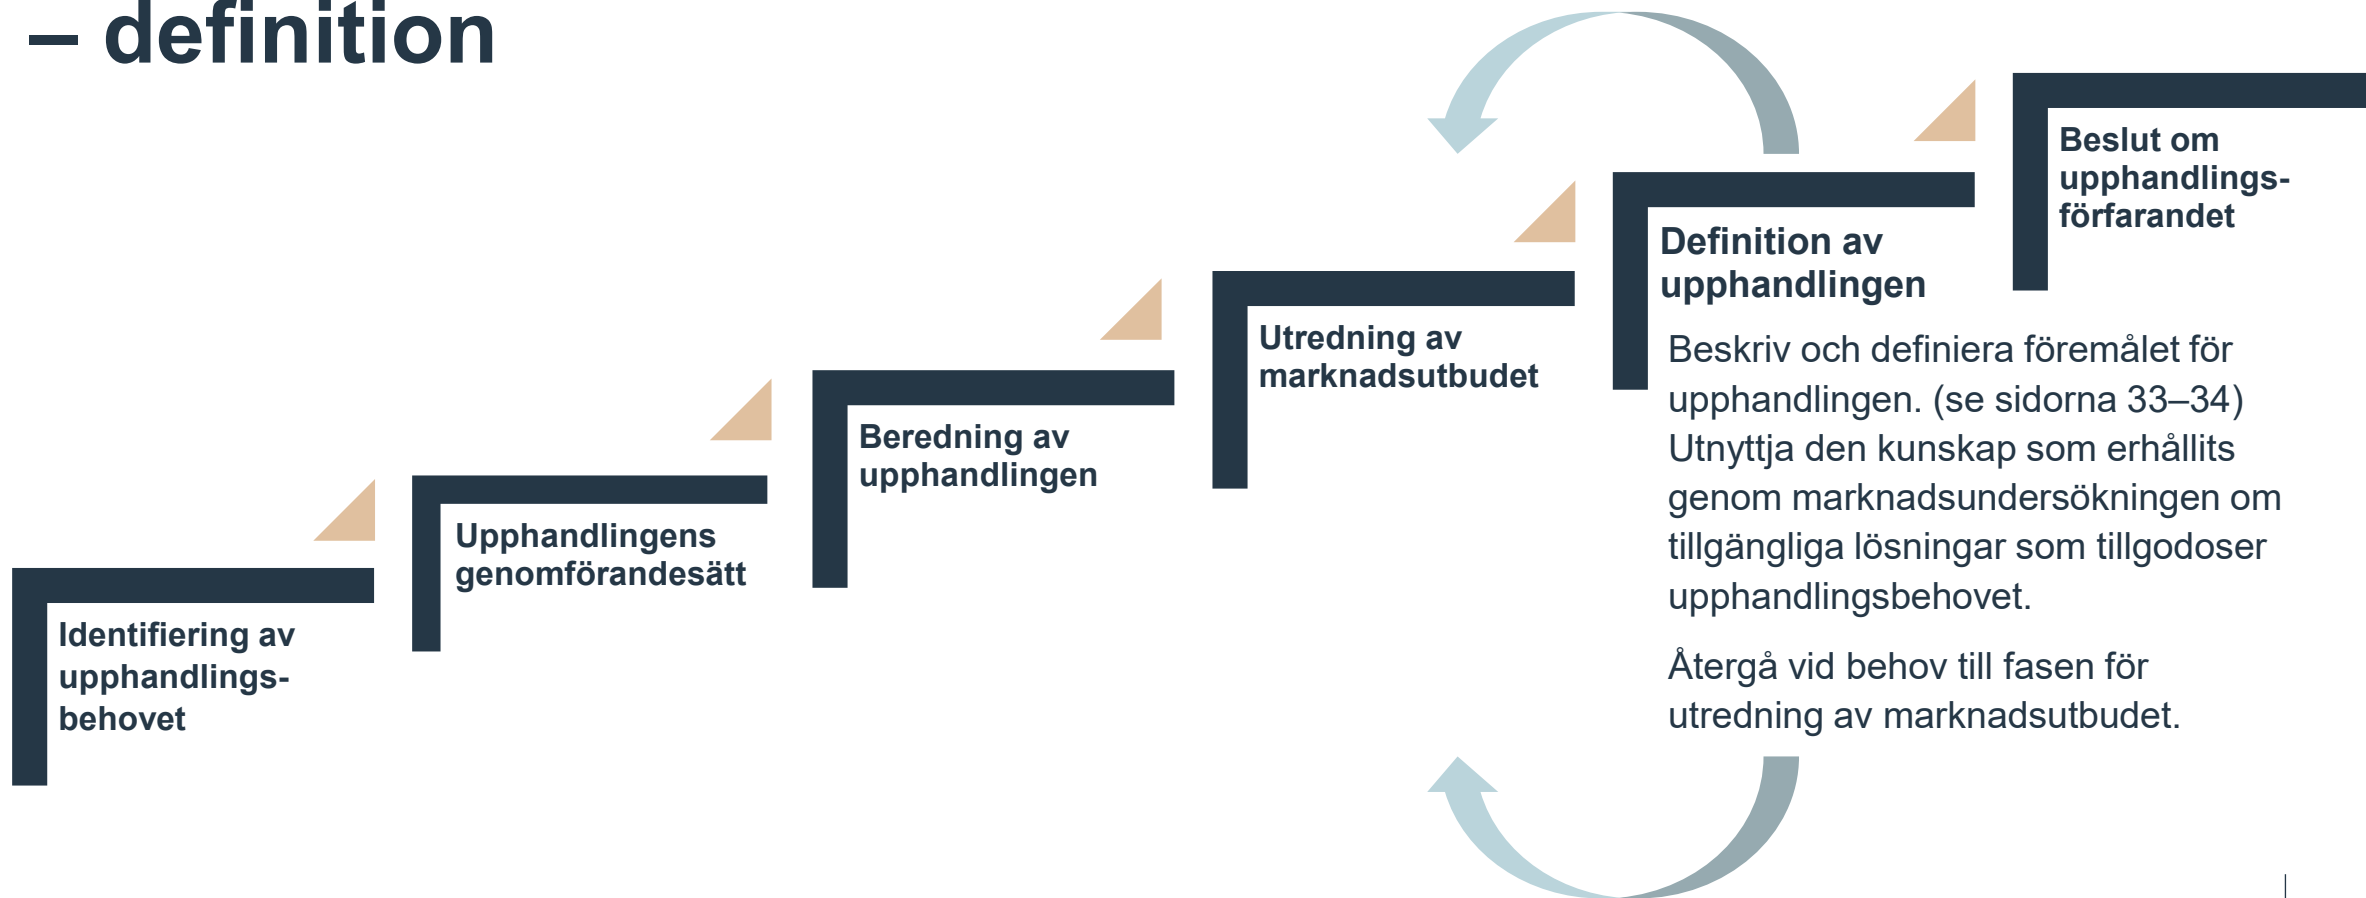 – definition
Identifiering av
upphandlings-
behovet
Upphandlingens
genomförandesätt
Beredning av
upphandlingen
Utredning av
marknadsutbudet
Definition av
upphandlingen
Beskriv och definiera föremålet för
upphandlingen. (se sidorna 33–34)
Utnyttja den kunskap som erhållits
genom marknadsundersökningen om
tillgängliga lösningar som tillgodoser
upphandlingsbehovet.
Återgå vid behov till fasen för
utredning av marknadsutbudet.
Beslut om
upphandlings-
förfarandet